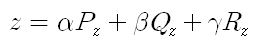 z = αP_z + βQ_z + γR_z